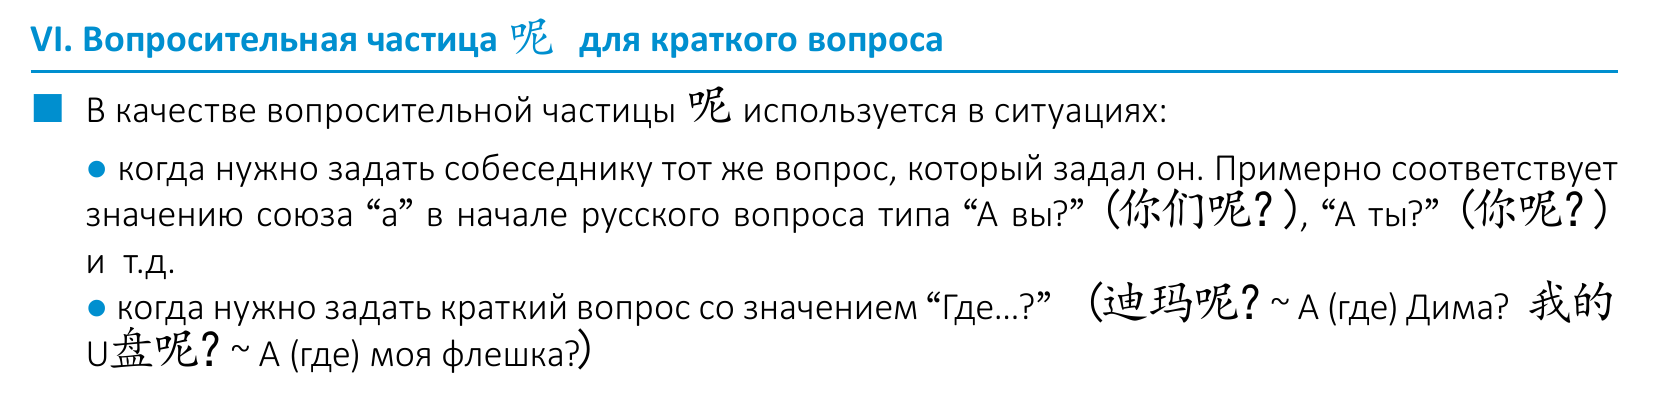 VI. Вопросительная частица 呢 для краткого вопроса
В качестве вопросительной частицы 呢 используется в ситуациях:
● когда нужно задать собеседнику тот же вопрос, который задал он. Примерно соответствует
значению союза “а” в начале русского вопроса типа “А вы?” (你们呢?), “А ты?” (你呢?)
и т.д.
● когда нужно задать краткий вопрос со значением “Где...?” (迪玛呢? ~ А (где) Дима? 我的
U盘呢? ~ А (где) моя флешка?)